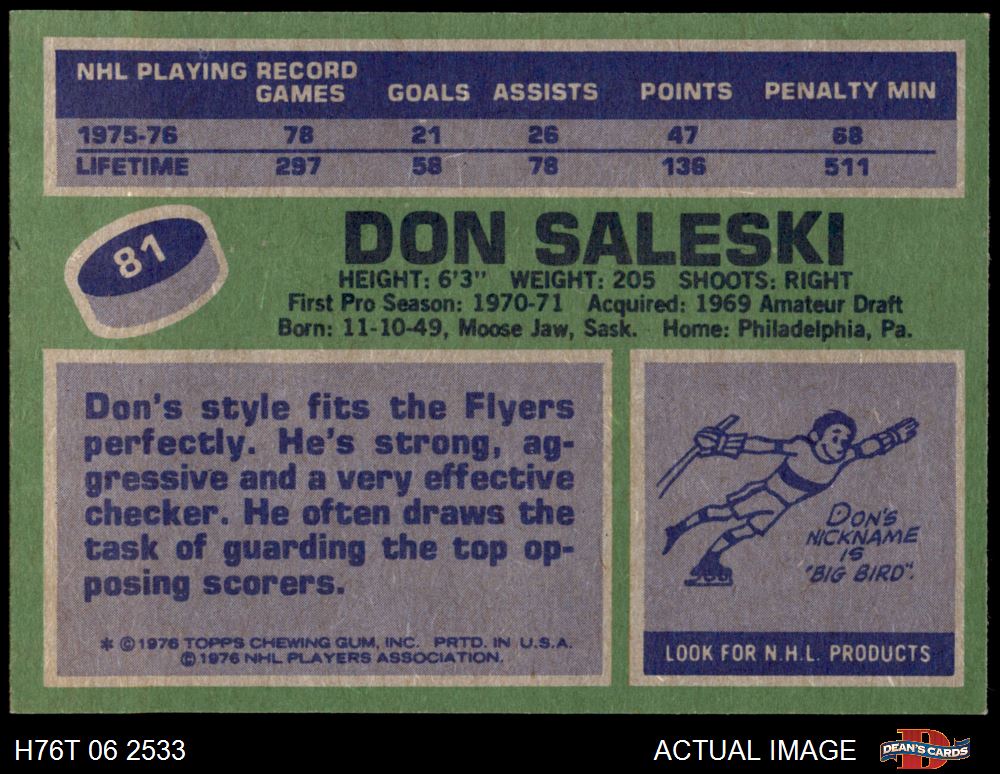 NHL PLAYING RECORD
GAMES GOALS ASSISTS POINTS PENALTY MIN
1975-76 78 21 26 47 68
LIFETIME 297 58 78 136 511
81
DON SALESKI
HEIGHT: 6'3" WEIGHT: 205 SHOOTS: RIGHT
First Pro Season: 1970-71 Acquired: 1969 Amateur Draft
Born: 11-10-49, Moose Jaw, Sask. Home: Philadelphia, Pa.
Don's style fits the Flyers
perfectly. He's strong, ag-
gressive and a very effective
checker. He often draws the
task of guarding the top op-
posing scorers.
* © 1976 TOPPS CHEWING GUM, INC. PRTD. IN U.S.A.
© 1976 NHL PLAYERS ASSOCIATION.
DON'S
NICKNAME
IS
"BIG BIRD".
LOOK FOR N.H.L. PRODUCTS
H76T 06 2533
ACTUAL IMAGE
D
DEAN'S CARDS